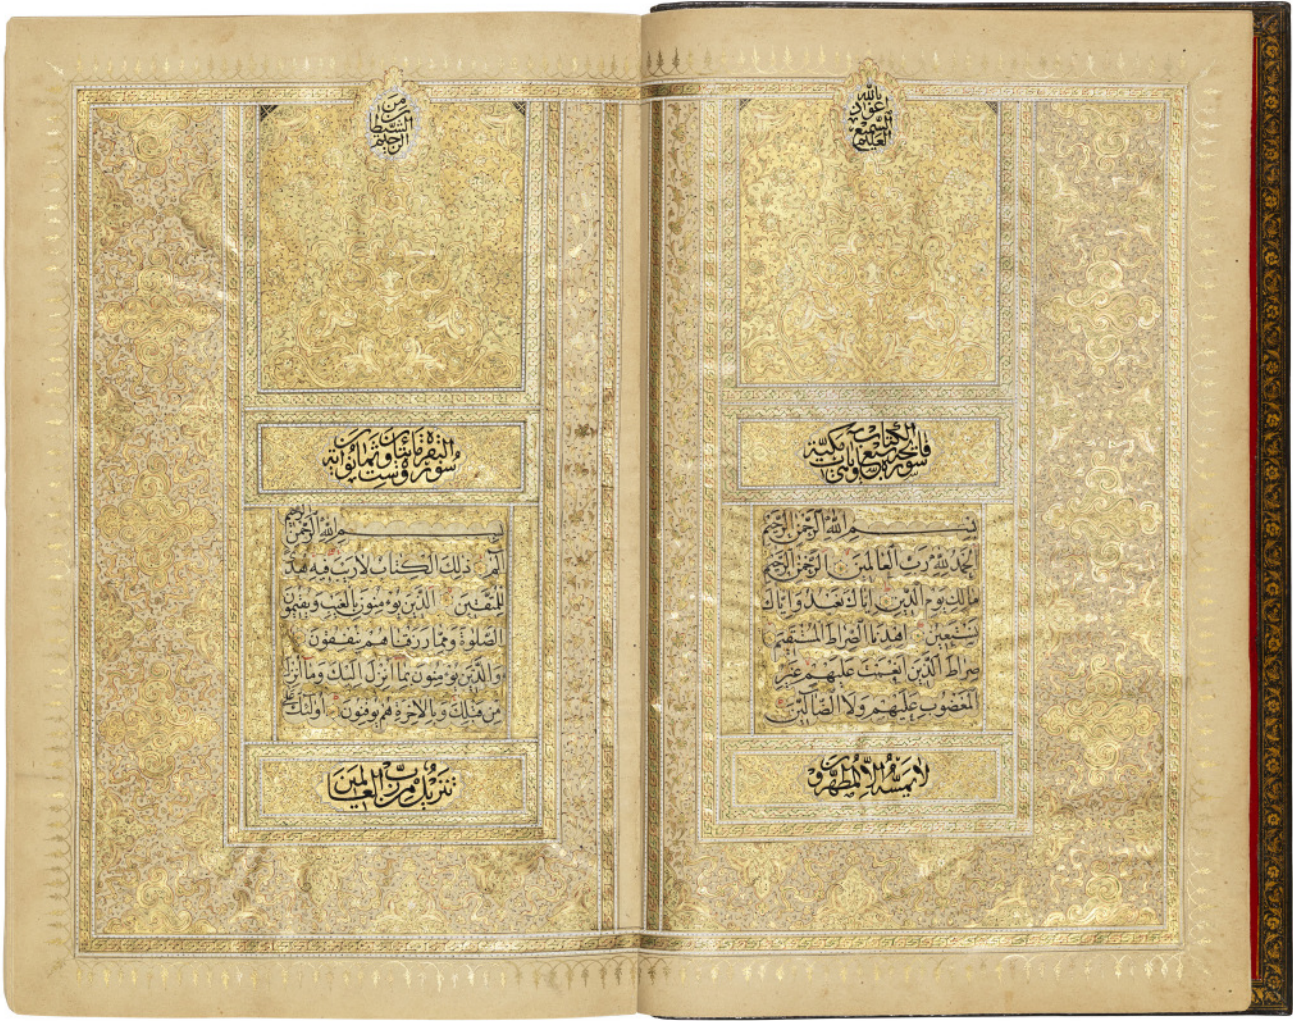 أعوذ بالله
السميع
العليم
سورة فاتحة الكتاب سبع آيات مكية
بسم الله الرحمن الرحيم
الحمد لله رب العالمين الرحمن الرحيم
مالك يوم الدين إياك نعبد وإياك
نستعين اهدنا الصراط المستقيم
صراط الذين أنعمت عليهم غير
المغضوب عليهم ولا الضالين
لا يمسه إلا المطهرون
من
الشيطان
الرجيم
سورة البقرة مائتان وثمانون وست آية
بسم الله الرحمن الرحيم
الم ذلك الكتاب لا ريب فيه هدى
للمتقين الذين يؤمنون بالغيب ويقيمون
الصلوة ومما رزقناهم ينفقون
والذين يؤمنون بما أنزل إليك وما أنزل
من قبلك وبالآخرة هم يوقنون أولئك على
تنزيل من رب العالمين